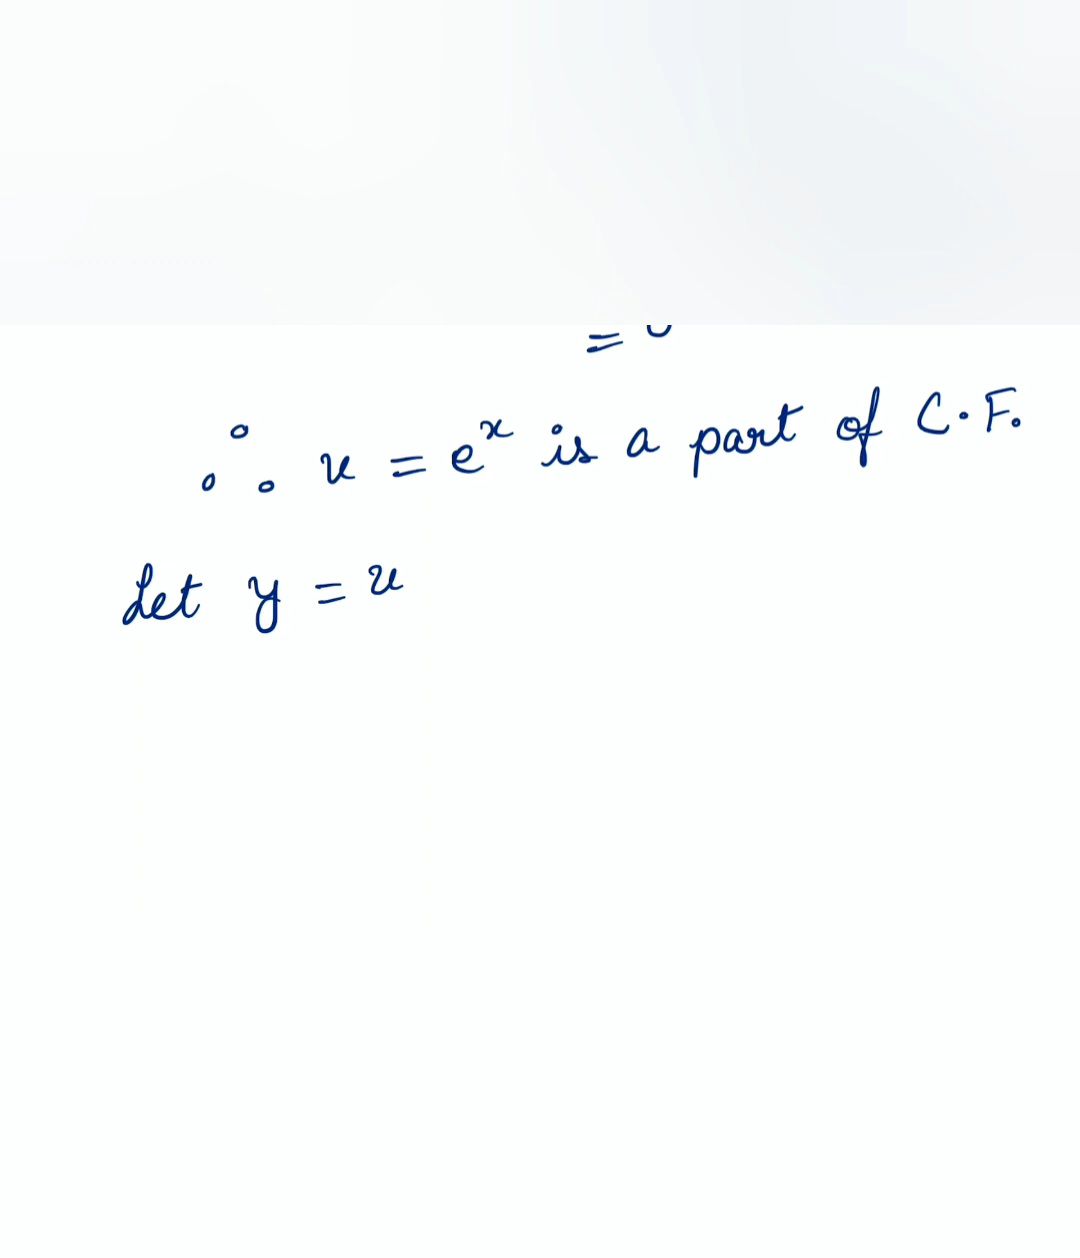 ∴ u = eˣ is a part of C.F.
Let y = u